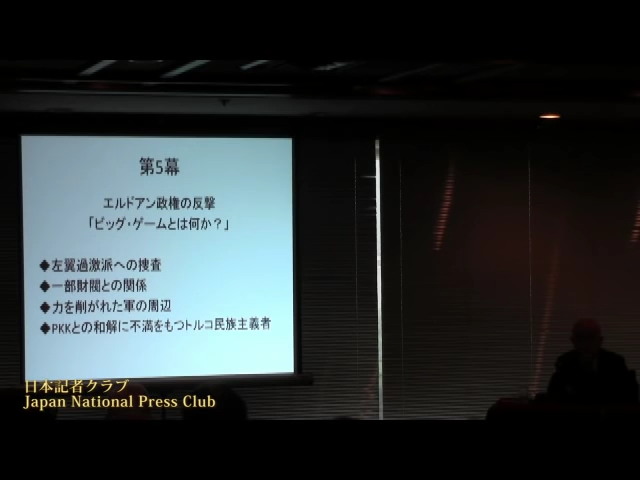 第5幕
エルドアン政権の反撃
「ビッグ・ゲームとは何か？」
◆左翼過激派への捜査
◆一部財閥との関係
◆力を削がれた軍の周辺
◆PKKとの和解に不満をもつトルコ民族主義者
日本記者クラブ
Japan National Press Club